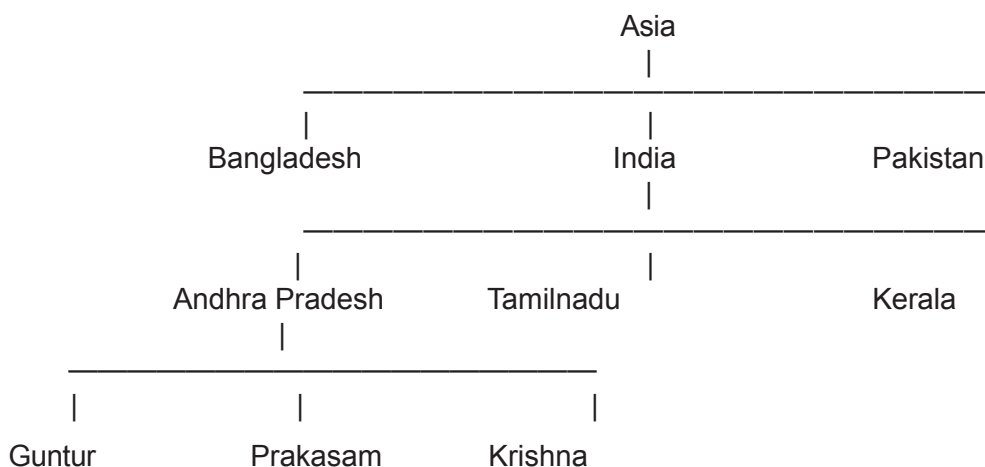 Asia
Bangladesh India Pakistan
Andhra Pradesh Tamilnadu Kerala
Guntur Prakasam Krishna